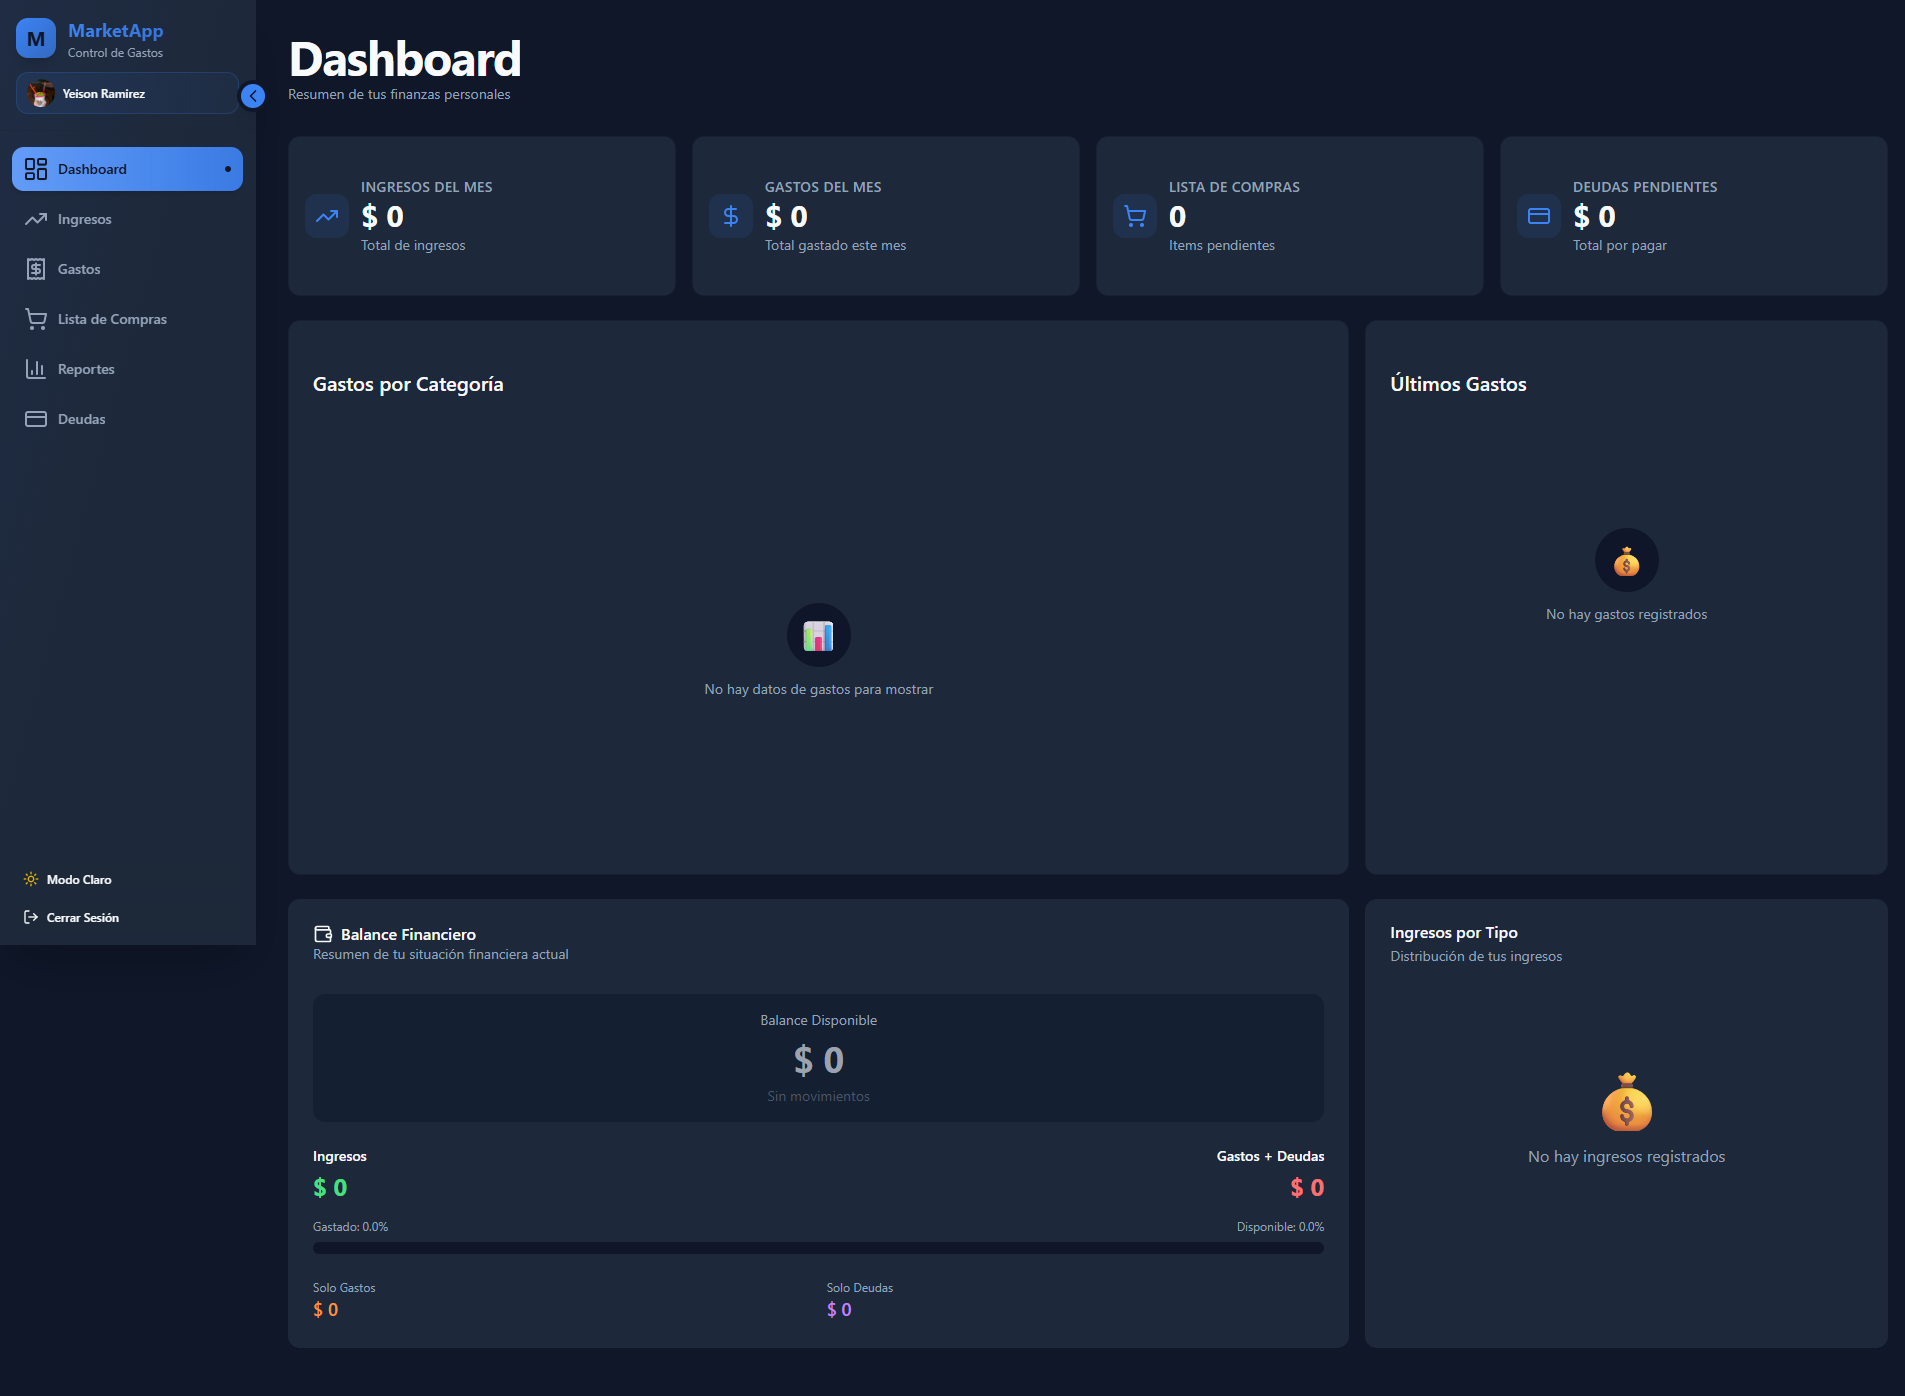 M
MarketApp
Control de Gastos
Yeison Ramirez
Dashboard
Ingresos
Gastos
Lista de Compras
Reportes
Deudas
Modo Claro
Cerrar Sesión
Dashboard
Resumen de tus finanzas personales
INGRESOS DEL MES
$ 0
Total de ingresos
GASTOS DEL MES
$ 0
Total gastado este mes
LISTA DE COMPRAS
0
Items pendientes
DEUDAS PENDIENTES
$ 0
Total por pagar
Gastos por Categoría
No hay datos de gastos para mostrar
Últimos Gastos
No hay gastos registrados
Balance Financiero
Resumen de tu situación financiera actual
Balance Disponible
$ 0
Sin movimientos
Ingresos
$ 0
Gastos + Deudas
$ 0
Gastado: 0.0%
Disponible: 0.0%
Solo Gastos
$ 0
Solo Deudas
$ 0
Ingresos por Tipo
Distribución de tus ingresos
No hay ingresos registrados